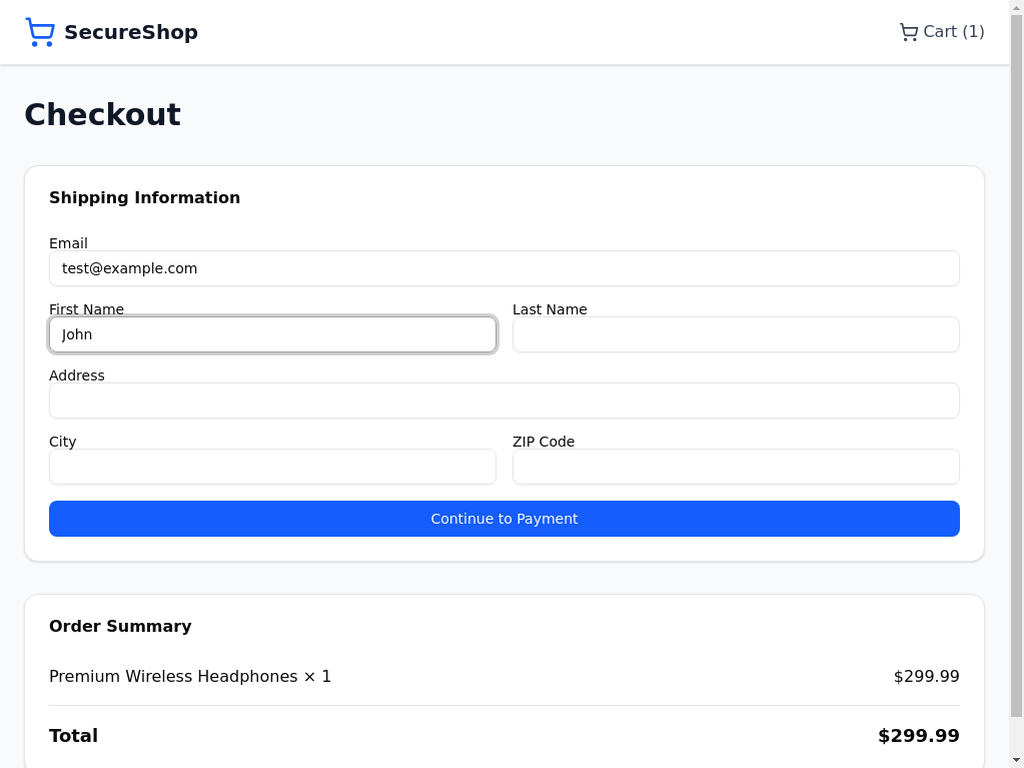 SecureShop
Cart (1)
Checkout
Shipping Information
Email
test@example.com
First Name
Last Name
John
Address
City
ZIP Code
Continue to Payment
Order Summary
Premium Wireless Headphones × 1
$299.99
Total
$299.99